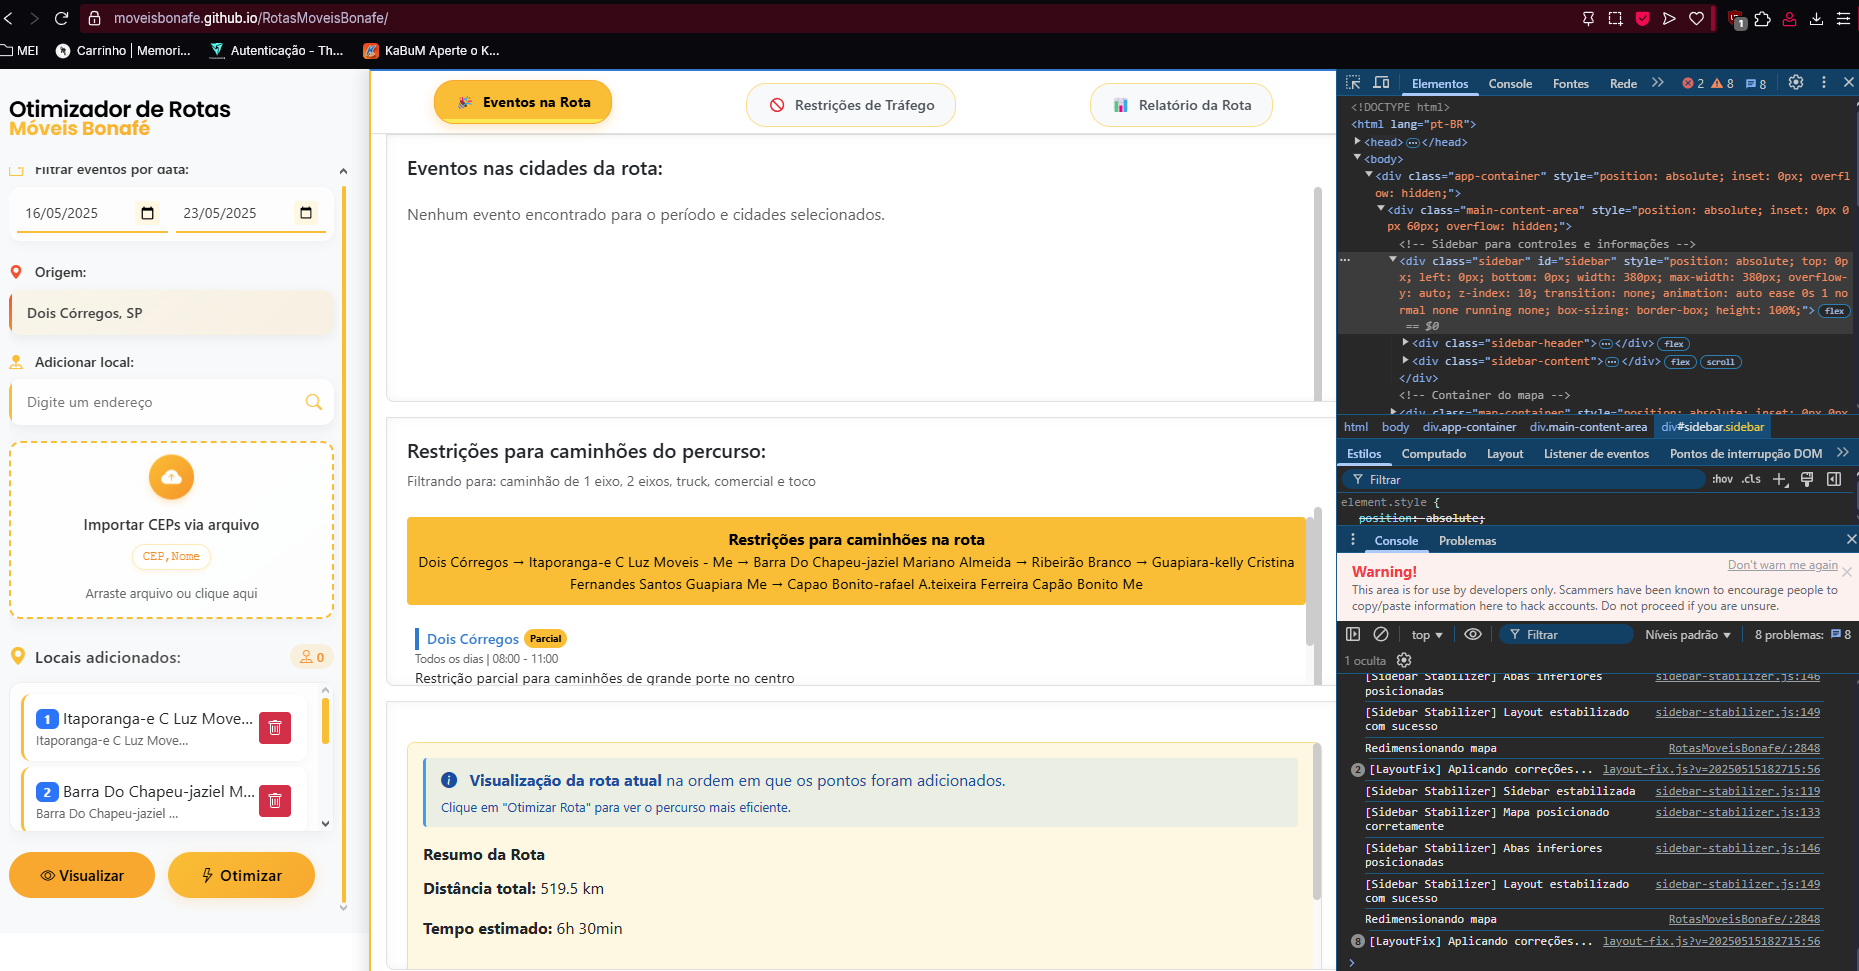 moveisbonafe.github.io/RotasMoveisBonafe/
1
MEI
Carrinho | Memori...
Autenticação - Th...
KaBuM Aperte o K...
Otimizador de Rotas
Móveis Bonafé
Filtrar eventos por data:
16/05/2025
23/05/2025
Origem:
Dois Córregos, SP
Adicionar local:
Digite um endereço
Importar CEPs via arquivo
CEP,Nome
Arraste arquivo ou clique aqui
Locais adicionados:
0
1 Itaporanga-e C Luz Move...
Itaporanga-e C Luz Move...
2 Barra Do Chapeu-jaziel M...
Barra Do Chapeu-jaziel ...
Visualizar
Otimizar
Eventos na Rota
Restrições de Tráfego
Relatório da Rota
Eventos nas cidades da rota:
Nenhum evento encontrado para o período e cidades selecionados.
Restrições para caminhões do percurso:
Filtrando para: caminhão de 1 eixo, 2 eixos, truck, comercial e toco
Restrições para caminhões na rota
Dois Córregos → Itaporanga-e C Luz Moveis - Me → Barra Do Chapeu-jaziel Mariano Almeida → Ribeirão Branco → Guapiara-kelly Cristina
Fernandes Santos Guapiara Me → Capao Bonito-rafael A.teixeira Ferreira Capão Bonito Me
Dois Córregos Parcial
Todos os dias | 08:00 - 11:00
Restrição parcial para caminhões de grande porte no centro
Visualização da rota atual na ordem em que os pontos foram adicionados.
Clique em "Otimizar Rota" para ver o percurso mais eficiente.
Resumo da Rota
Distância total: 519.5 km
Tempo estimado: 6h 30min
Elementos
Console
Fontes
Rede
2
8
8
<!DOCTYPE html>
<html lang="pt-BR">
<head> </head>
<body>
<div class="app-container" style="position: absolute; inset: 0px; overfl
ow: hidden;">
<div class="main-content-area" style="position: absolute; inset: 0px 0
px 60px; overflow: hidden;">
<!-- Sidebar para controles e informações -->
<div class="sidebar" id="sidebar" style="position: absolute; top: 0p
x; left: 0px; bottom: 0px; width: 380px; max-width: 380px; overflow-
y: auto; z-index: 10; transition: none; animation: auto ease 0s 1 no
rmal none running none; box-sizing: border-box; height: 100%;"> flex
== $0
<div class="sidebar-header"> </div> flex
<div class="sidebar-content"> </div> flex scroll
</div>
<!-- Container do mapa -->
<div class="map-container" style="position: absolute; inset: 0px 0px
html body div.app-container div.main-content-area div#sidebar.sidebar
Estilos
Computado
Layout
Listener de eventos
Pontos de interrupção DOM
Filtrar
:hov .cls
element.style {
position: absolute;
Console
Problemas
Don't warn me again
Warning!
This area is for use by developers only. Scammers have been known to encourage people to
copy/paste information here to hack accounts. Do not proceed if you are unsure.
top
Filtrar
Níveis padrão
8 problemas: 8
1 oculta
[Sidebar Stabilizer] Abas inferiores posicionadas sidebar-stabilizer.js:146
[Sidebar Stabilizer] Layout estabilizado com sucesso sidebar-stabilizer.js:149
Redimensionando mapa RotasMoveisBonafe/:2848
2 [LayoutFix] Aplicando correções... layout-fix.js?v=20250515182715:56
[Sidebar Stabilizer] Sidebar estabilizada sidebar-stabilizer.js:119
[Sidebar Stabilizer] Mapa posicionado corretamente sidebar-stabilizer.js:133
[Sidebar Stabilizer] Abas inferiores posicionadas sidebar-stabilizer.js:146
[Sidebar Stabilizer] Layout estabilizado com sucesso sidebar-stabilizer.js:149
Redimensionando mapa RotasMoveisBonafe/:2848
8 [LayoutFix] Aplicando correções... layout-fix.js?v=20250515182715:56